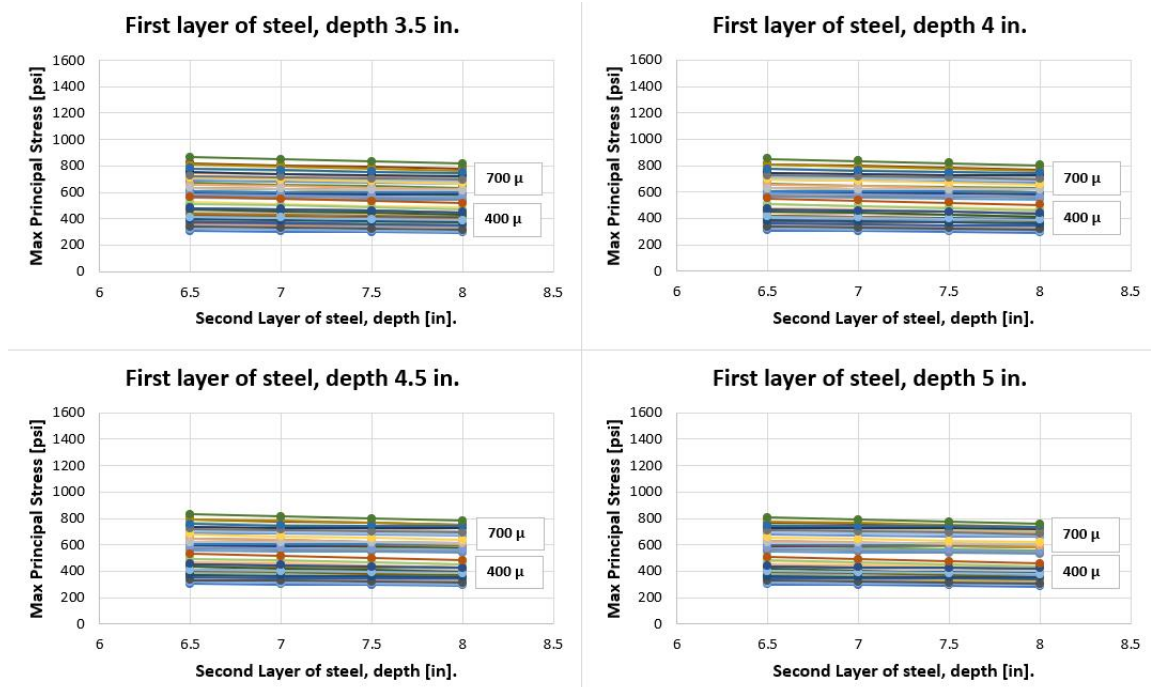 First layer of steel, depth 3.5 in.
Max Principal Stress [psi]
1600
1400
1200
1000
800
600
400
200
0
700 µ
400 µ
6 6.5 7 7.5 8 8.5
Second Layer of steel, depth [in].
First layer of steel, depth 4 in.
Max Principal Stress [psi]
1600
1400
1200
1000
800
600
400
200
0
700 µ
400 µ
6 6.5 7 7.5 8 8.5
Second Layer of steel, depth [in].
First layer of steel, depth 4.5 in.
Max Principal Stress [psi]
1600
1400
1200
1000
800
600
400
200
0
700 µ
400 µ
6 6.5 7 7.5 8 8.5
Second Layer of steel, depth [in].
First layer of steel, depth 5 in.
Max Principal Stress [psi]
1600
1400
1200
1000
800
600
400
200
0
700 µ
400 µ
6 6.5 7 7.5 8 8.5
Second Layer of steel, depth [in].